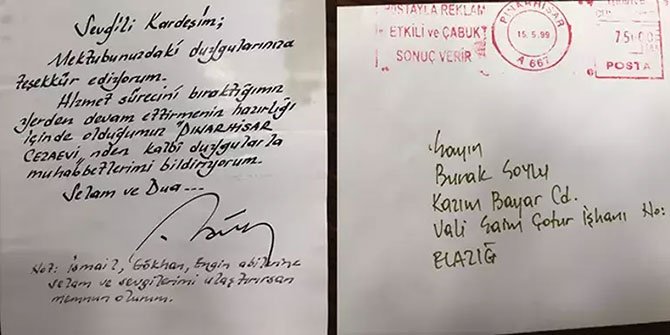 Sevgili Kardeşim;
Mektubunuzdaki duygularınıza
teşekkür ediyorum.
Hizmet sürecini bıraktığımız
yerden devam ettirmenin hazırlığı
içinde olduğumuz "PINARHİSAR
CEZAEVİ"nden kalbî duygularla
muhabbetlerimi bildiriyorum.
Selam ve Dua...
Not: İsmail, Gökhan, Engin abilerine
selam ve sevgilerimi ulaştırırsan
memnun olurum.
POSTAYLA REKLAM
ETKİLİ ve ÇABUK
SONUÇ VERİR
PINARHİSAR
15.5.99
A 667
POSTA
Sayın
Burak Soylu
Kazım Bayar Cd.
Vali Sami Işhanı No:
ELAZIĞ